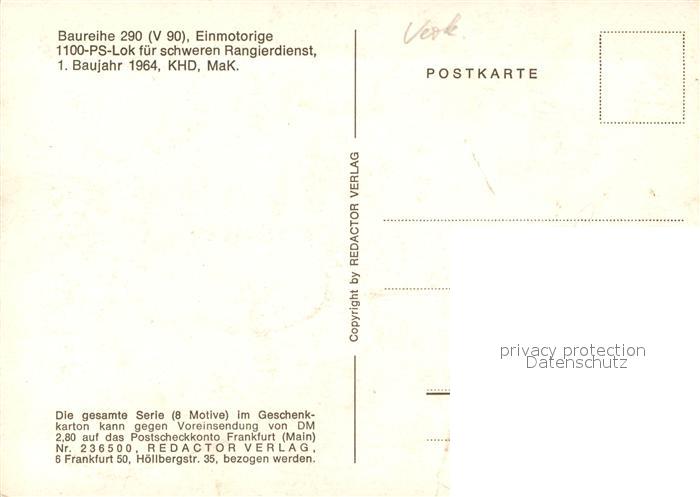 Baureihe 290 (V 90), Einmotorige
1100-PS-Lok für schweren Rangierdienst,
1. Baujahr 1964, KHD, MaK.
POSTKARTE
Copyright by REDACTOR VERLAG
privacy protection
Datenschutz
Die gesamte Serie (8 Motive) im Geschenk-
karton kann gegen Voreinsendung von DM
2,80 auf das Postscheckkonto Frankfurt (Main)
Nr. 236500, REDACTOR VERLAG,
6 Frankfurt 50, Höllbergstr. 35, bezogen werden.